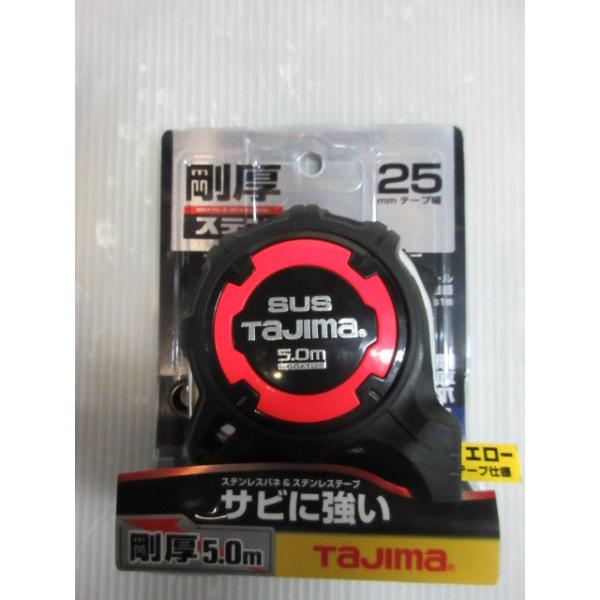 剛厚
25
mm テープ幅
ステン
SUS
TaJima®
5.0m
エロー
テープ仕様
ステンレスバネ & ステンレステープ
サビに強い
剛厚5.0m
TaJima®